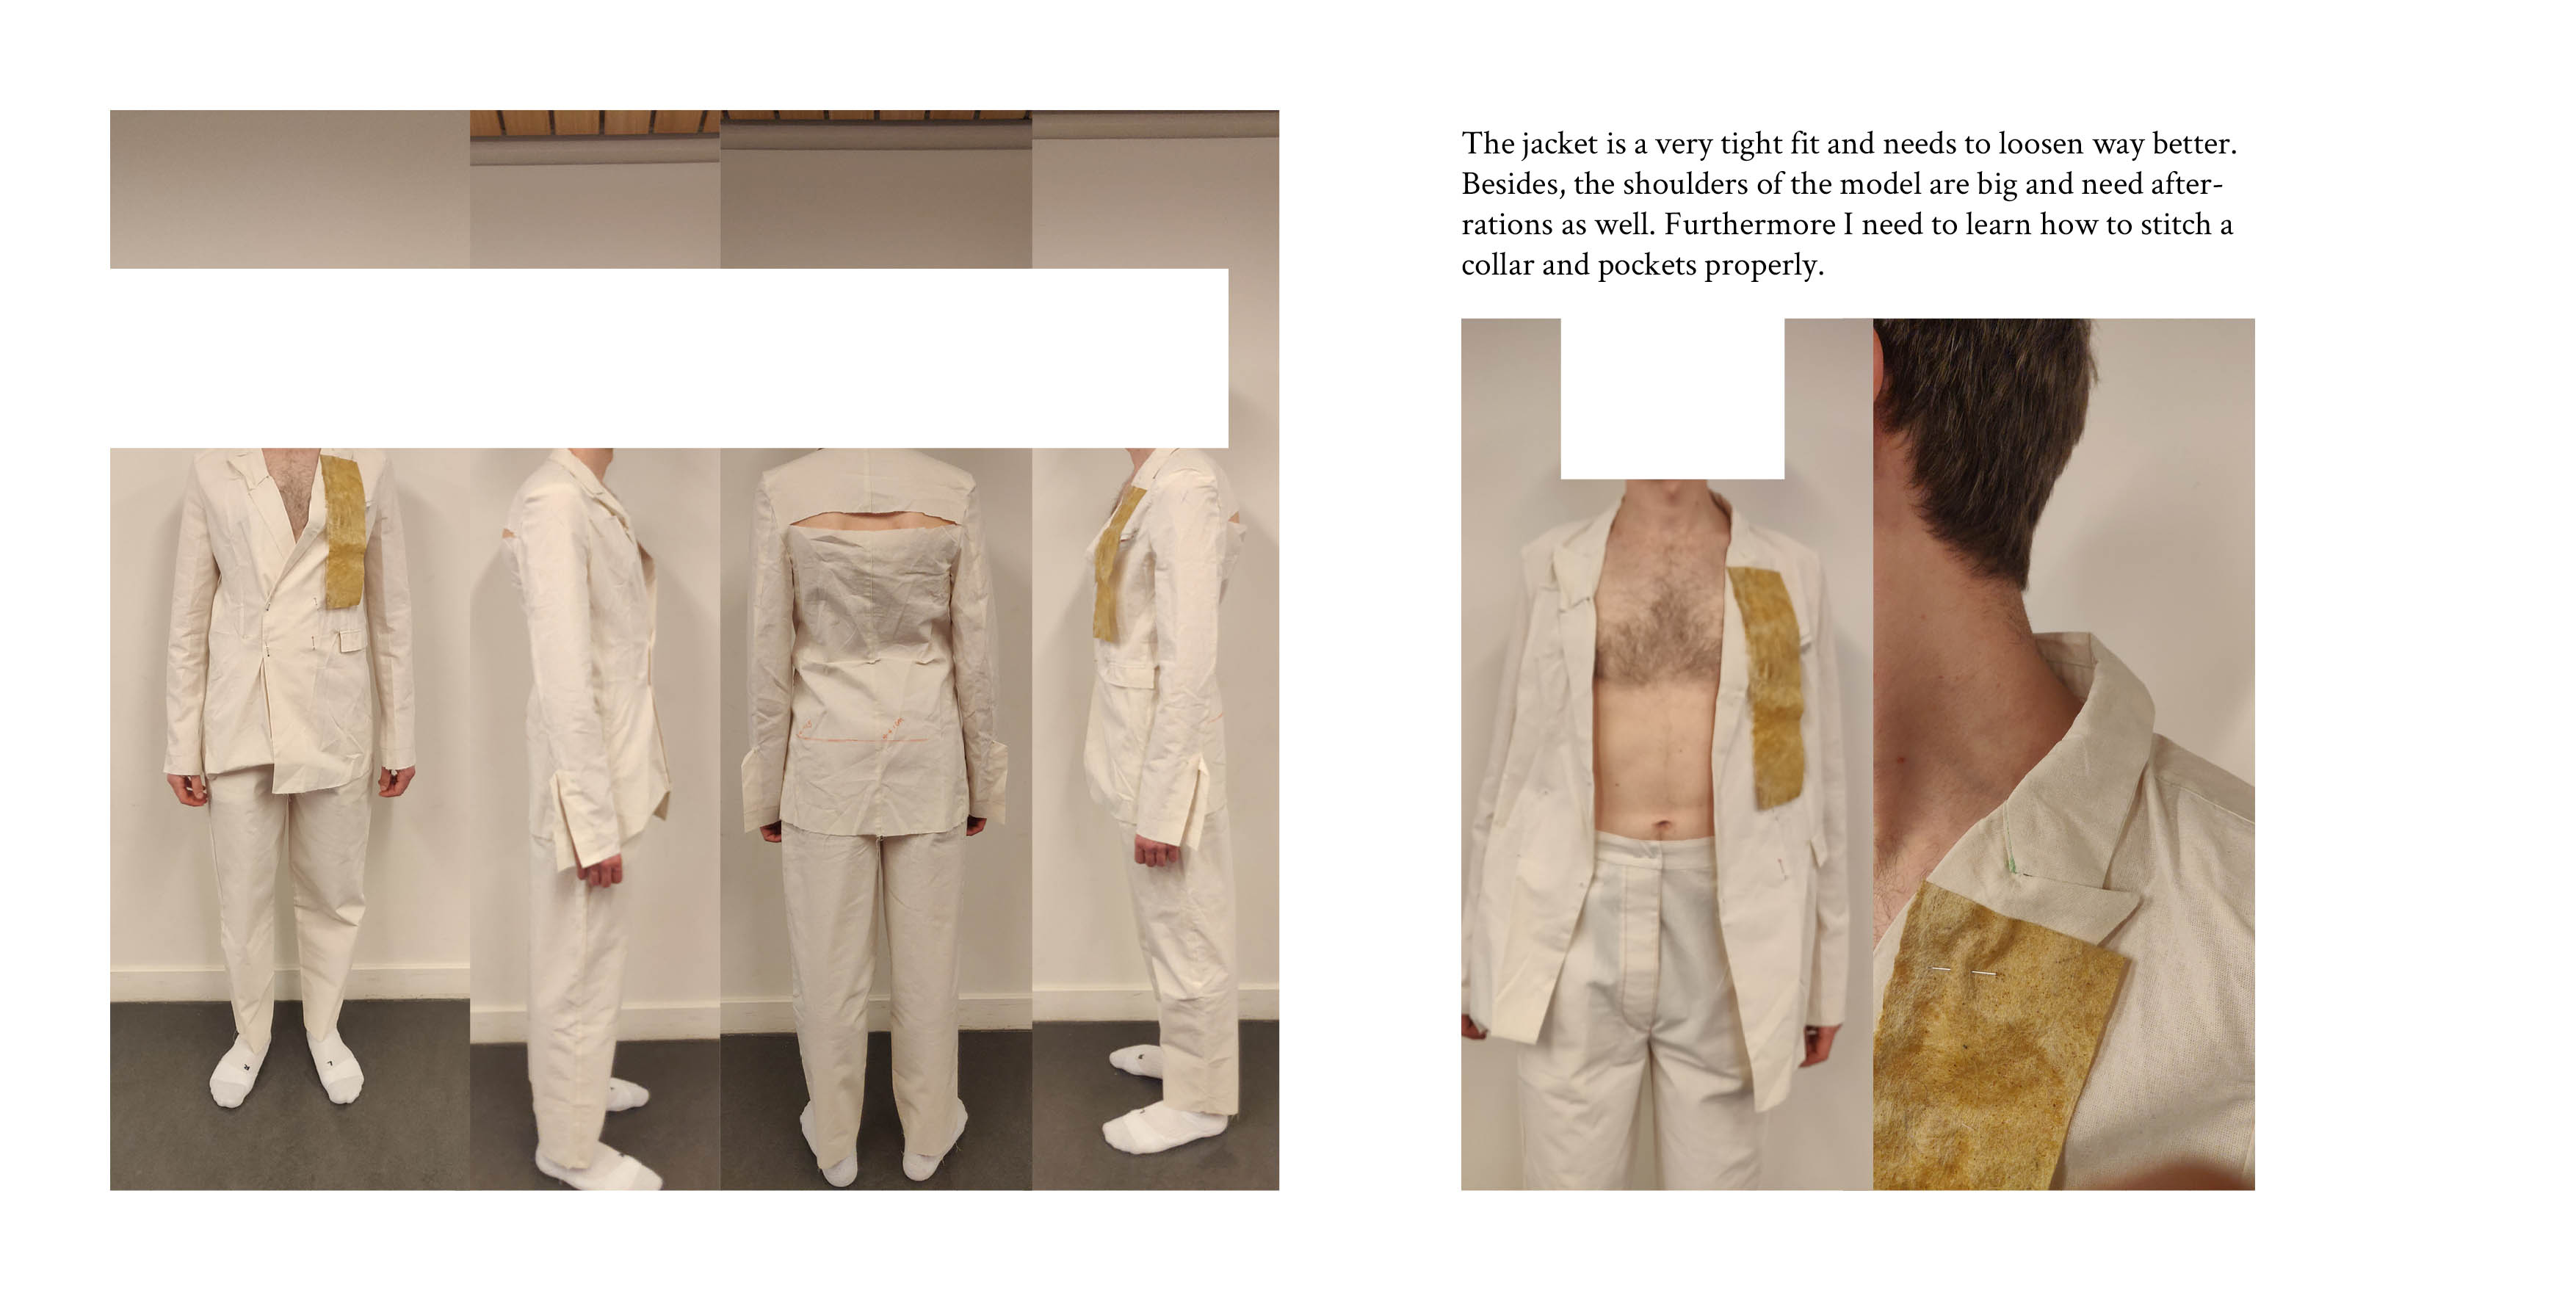 The jacket is a very tight fit and needs to loosen way better.
Besides, the shoulders of the model are big and need after-
rations as well. Furthermore I need to learn how to stitch a
collar and pockets properly.
R
L